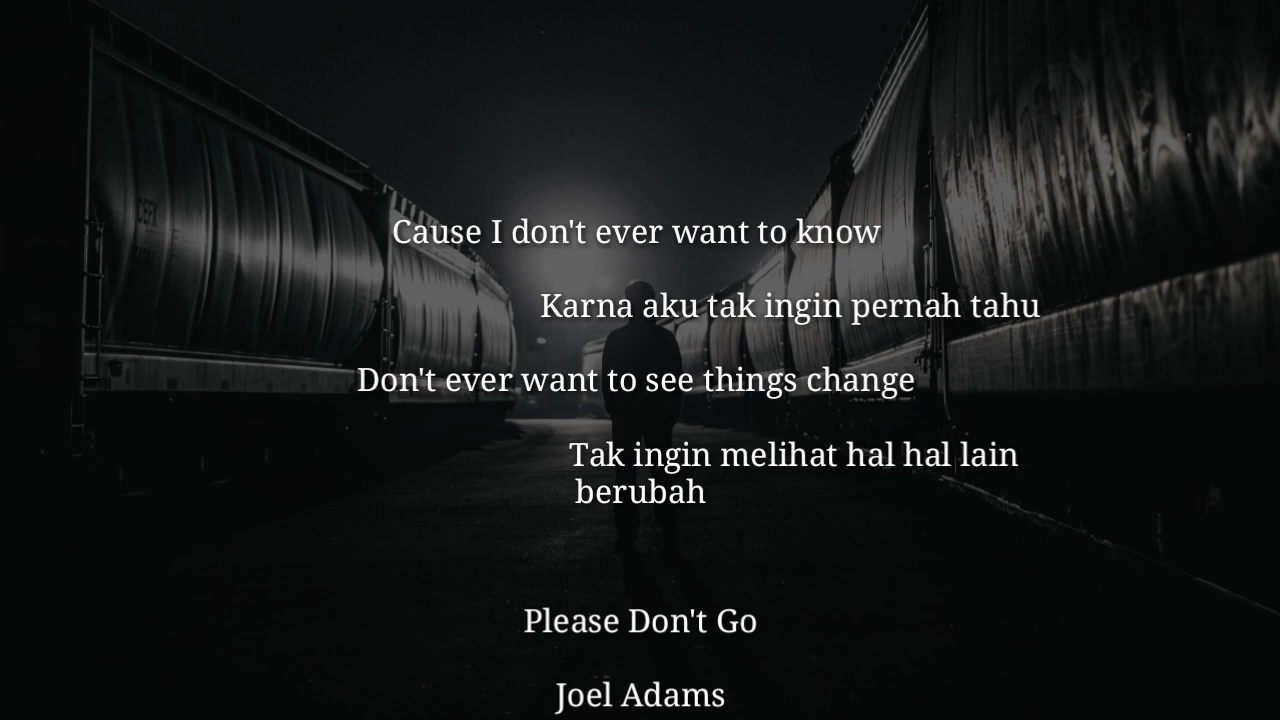 CEFX
Cause I don't ever want to know
Karna aku tak ingin pernah tahu
Don't ever want to see things change
Tak ingin melihat hal hal lain
berubah
Please Don't Go
Joel Adams